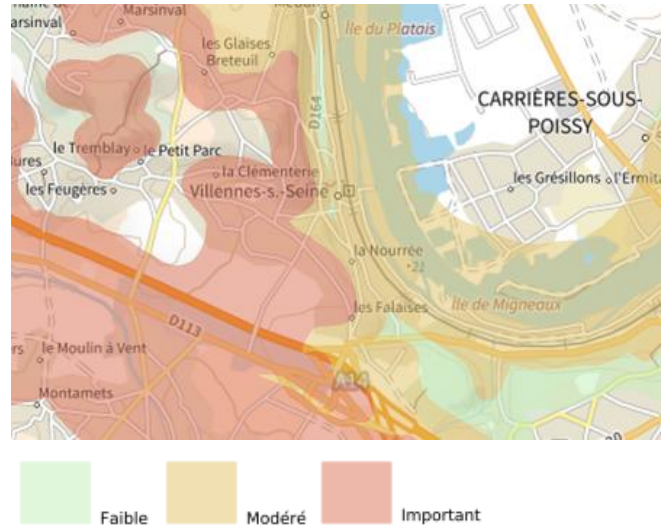 Marsinval
Marsinval
les Glaises
Breteuil
Île du Platais
D164
CARRIÈRES-SOUS-
POISSY
le Tremblay
le Petit Parc
la Clémenterie
les Grésillons
l'Ermita
les Feugères
Villennes-s.-Seine
la Nourrée
21
les Falaises
Île de Migneaux
D113
le Moulin à Vent
A14
Montamets
Faible
Modéré
Important